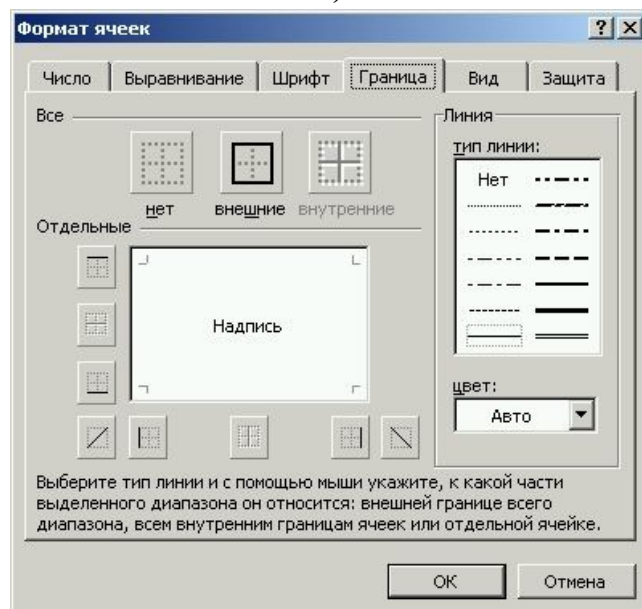 Формат ячеек
Число Выравнивание Шрифт Граница Вид Защита
Все
нет внешние внутренние
Отдельные
Надпись
Линия
тип линии:
Нет
цвет:
Авто
Выберите тип линии и с помощью мыши укажите, к какой части
выделенного диапазона он относится: внешней границе всего
диапазона, всем внутренним границам ячеек или отдельной ячейке.
ОК Отмена